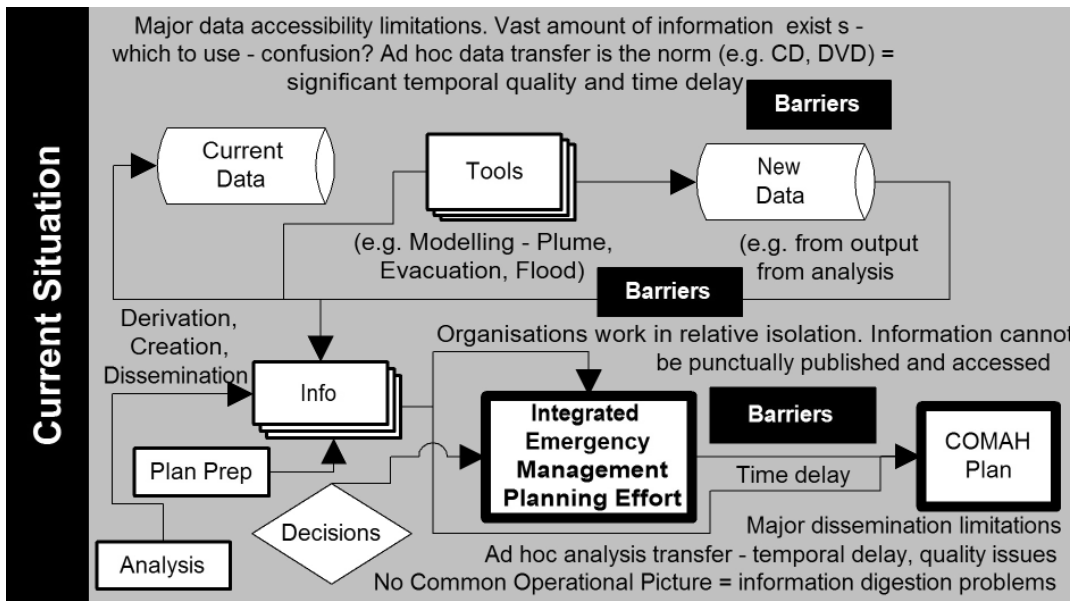 Major data accessibility limitations. Vast amount of information exist s -
which to use - confusion? Ad hoc data transfer is the norm (e.g. CD, DVD) =
significant temporal quality and time delay
Barriers
Current Situation
Current
Data
Tools
New
Data
(e.g. Modelling - Plume,
Evacuation, Flood)
(e.g. from output
from analysis
Barriers
Derivation,
Creation,
Dissemination
Organisations work in relative isolation. Information cannot
be punctually published and accessed
Info
Integrated
Emergency
Management
Planning Effort
Barriers
COMAH
Plan
Plan Prep
Time delay
Decisions
Analysis
Major dissemination limitations
Ad hoc analysis transfer - temporal delay, quality issues
No Common Operational Picture = information digestion problems